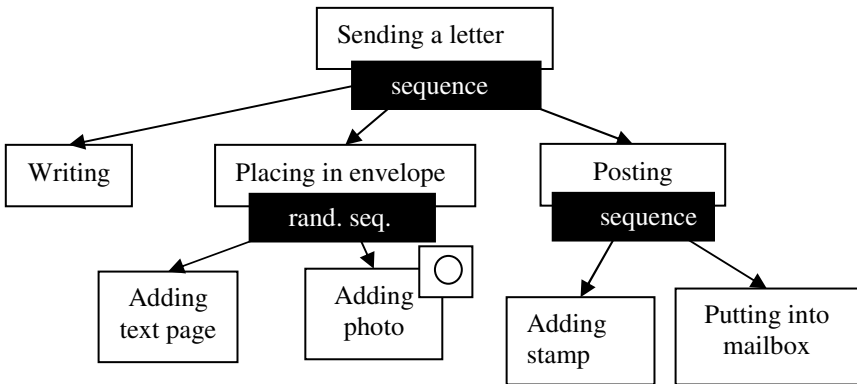 Sending a letter
sequence
Writing
Placing in envelope
Posting
rand. seq.
sequence
Adding
text page
Adding
photo
Adding
stamp
Putting into
mailbox